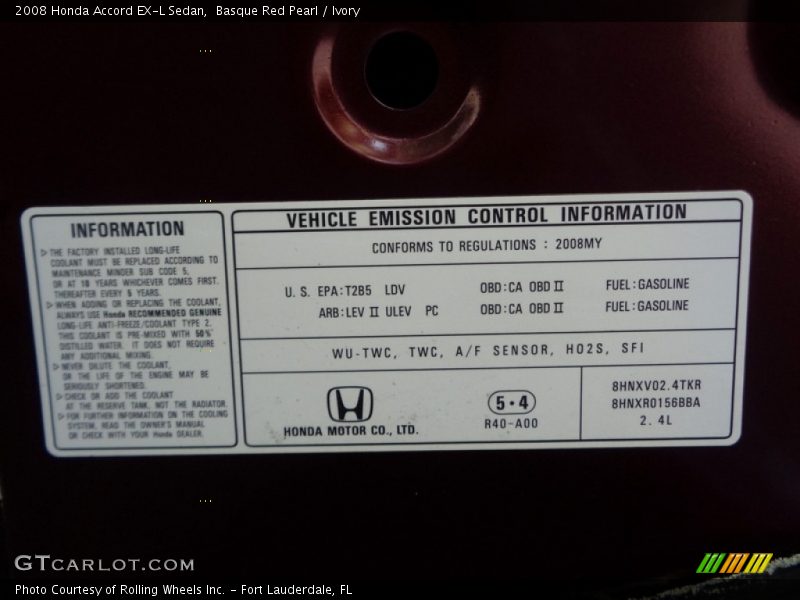 2008 Honda Accord EX-L Sedan,  Basque Red Pearl / Ivory
INFORMATION
▷ THE FACTORY INSTALLED LONG-LIFE
COOLANT MUST BE REPLACED ACCORDING TO
MAINTENANCE MINDER SUB CODE 5,
OR AT 10 YEARS WHICHEVER COMES FIRST.
THEREAFTER EVERY 5 YEARS.
▷ WHEN ADDING OR REPLACING THE COOLANT,
ALWAYS USE Honda RECOMMENDED GENUINE
LONG-LIFE ANTI-FREEZE/COOLANT TYPE 2.
THIS COOLANT IS PRE-MIXED WITH 50%
DISTILLED WATER. IT DOES NOT REQUIRE
ANY ADDITIONAL MIXING.
▷ NEVER DILUTE THE COOLANT,
OR THE LIFE OF THE ENGINE MAY BE
SERIOUSLY SHORTENED.
▷ CHECK OR ADD THE COOLANT
AT THE RESERVE TANK, NOT THE RADIATOR.
▷ FOR FURTHER INFORMATION ON THE COOLING
SYSTEM, READ THE OWNER'S MANUAL
OR CHECK WITH YOUR Honda DEALER.
VEHICLE EMISSION CONTROL INFORMATION
CONFORMS TO REGULATIONS : 2008MY
U. S. EPA:T2B5 LDV OBD:CA OBD II FUEL:GASOLINE
ARB:LEV II ULEV PC OBD:CA OBD II FUEL:GASOLINE
WU-TWC, TWC, A/F SENSOR, HO2S, SFI
HONDA MOTOR CO., LTD.
5・4
R40-A00
8HNXV02.4TKR
8HNXR0156BBA
2. 4L
GTCARLOT.COM
Photo Courtesy of Rolling Wheels Inc. - Fort Lauderdale, FL